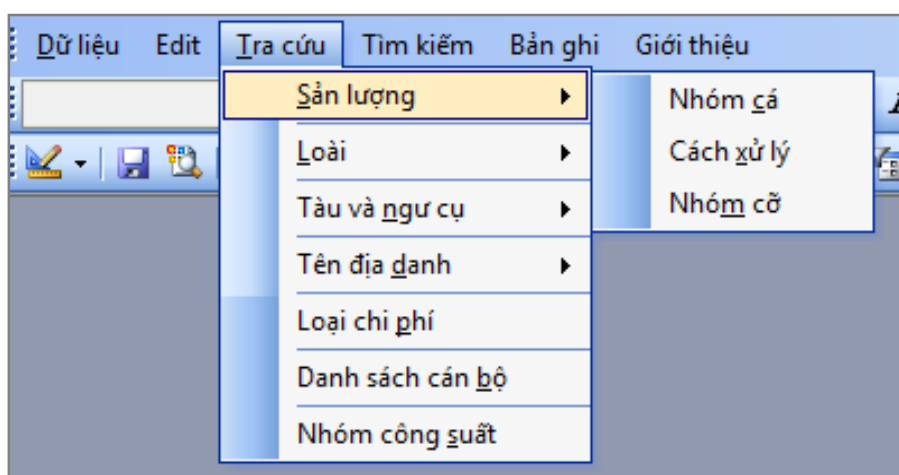 Dữ liệu Edit Tra cứu Tìm kiếm Bản ghi Giới thiệu
Sản lượng
Loài
Tàu và ngư cụ
Tên địa danh
Loại chi phí
Danh sách cán bộ
Nhóm công suất
Nhóm cá
Cách xử lý
Nhóm cỡ